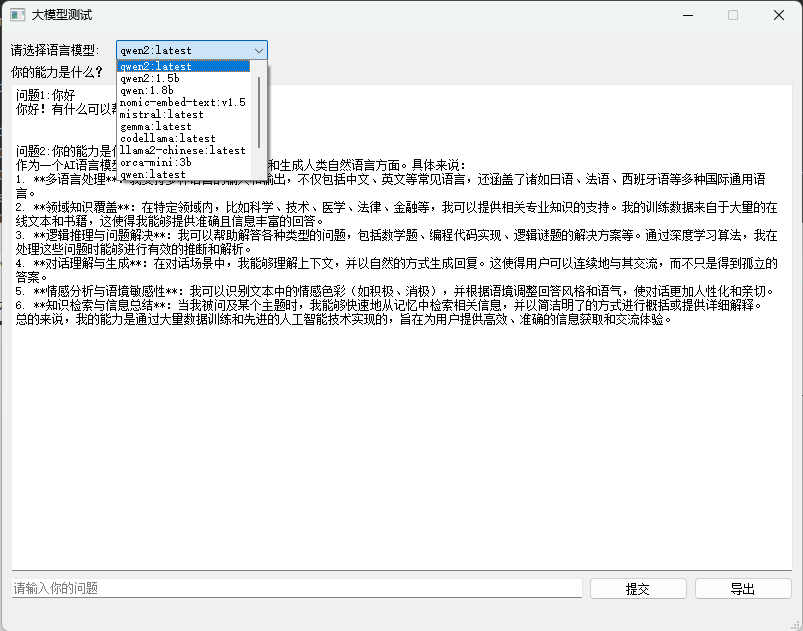 大模型测试
请选择语言模型:
qwen2:latest
你的能力是什么?
qwen2:latest
qwen2:1.5b
qwen:1.8b
nomic-embed-text:v1.5
mistral:latest
gemma:latest
codellama:latest
llama2-chinese:latest
orca-mini:3b
qwen:latest
问题1:你好
你好！有什么可以
问题2:你的能力是
作为一个AI语言模 和生成人类自然语言方面。具体来说：
1. **多语言处理**：我支持多种语言的输入和输出，不仅包括中文、英文等常见语言，还涵盖了诸如日语、法语、西班牙语等多种国际通用语
言。
2. **领域知识覆盖**：在特定领域内，比如科学、技术、医学、法律、金融等，我可以提供相关专业知识的支持。我的训练数据来自于大量的在
线文本和书籍，这使得我能够提供准确且信息丰富的回答。
3. **逻辑推理与问题解决**：我可以帮助解答各种类型的问题，包括数学题、编程代码实现、逻辑谜题的解决方案等。通过深度学习算法，我在
处理这些问题时能够进行有效的推断和解析。
4. **对话理解与生成**：在对话场景中，我能够理解上下文，并以自然的方式生成回复。这使得用户可以连续地与我交流，而不只是得到孤立的
答案。
5. **情感分析与语境敏感性**：我可以识别文本中的情感色彩（如积极、消极），并根据语境调整回答风格和语气，使对话更加人性化和亲切。
6. **知识检索与信息总结**：当我被问及某个主题时，我能够快速地从记忆中检索相关信息，并以简洁明了的方式进行概括或提供详细解释。
总的来说，我的能力是通过大量数据训练和先进的人工智能技术实现的，旨在为用户提供高效、准确的信息获取和交流体验。
请输入你的问题
提交
导出